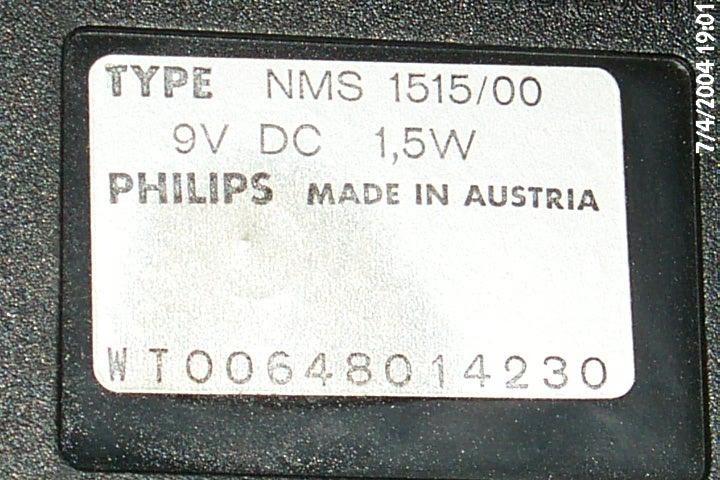 TYPE NMS 1515/00
9V DC 1,5W
PHILIPS MADE IN AUSTRIA
WT00648014230
7/4/2004 19:01